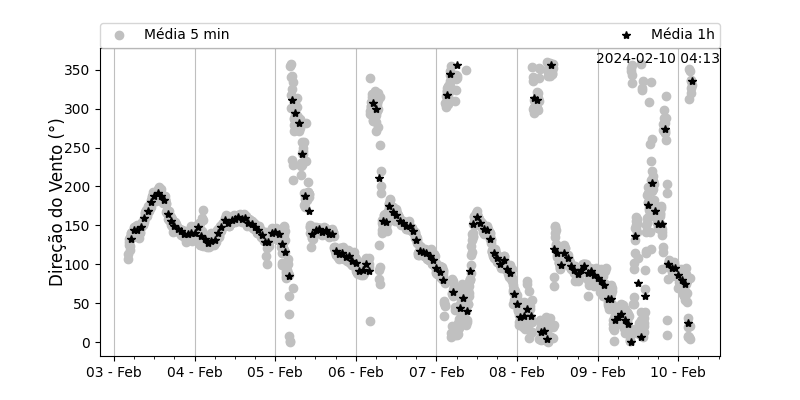 Média 5 min
Média 1h
2024-02-10 04:13
Direção do Vento (°)
350
300
250
200
150
100
50
0
03 - Feb
04 - Feb
05 - Feb
06 - Feb
07 - Feb
08 - Feb
09 - Feb
10 - Feb